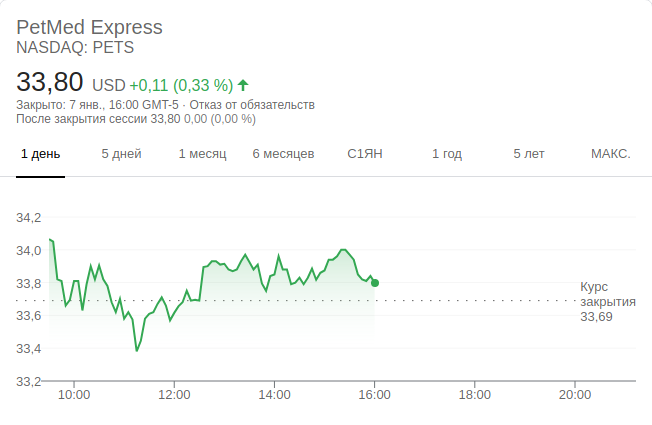 PetMed Express
NASDAQ: PETS
33,80 USD +0,11 (0,33 %)
Закрыто: 7 янв., 16:00 GMT-5 · Отказ от обязательств
После закрытия сессии 33,80 0,00 (0,00 %)
1 день 5 дней 1 месяц 6 месяцев С1ЯН 1 год 5 лет МАКС.
34,2
34,0
33,8
33,6
33,4
33,2
Курс
закрытия
33,69
10:00 12:00 14:00 16:00 18:00 20:00